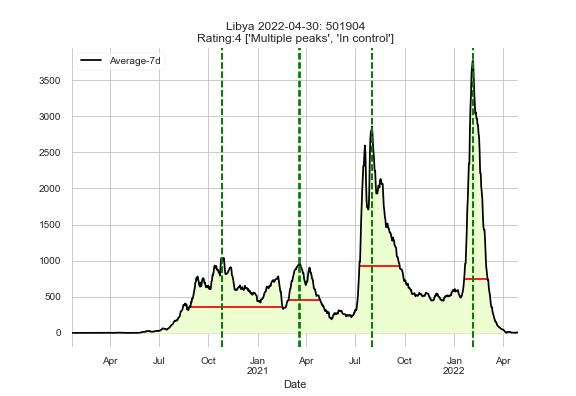 Libya 2022-04-30: 501904
Rating:4 ['Multiple peaks', 'In control']
Average-7d
3500
3000
2500
2000
1500
1000
500
0
Apr Jul Oct Jan Apr Jul Oct Jan Apr
2021 2022
Date